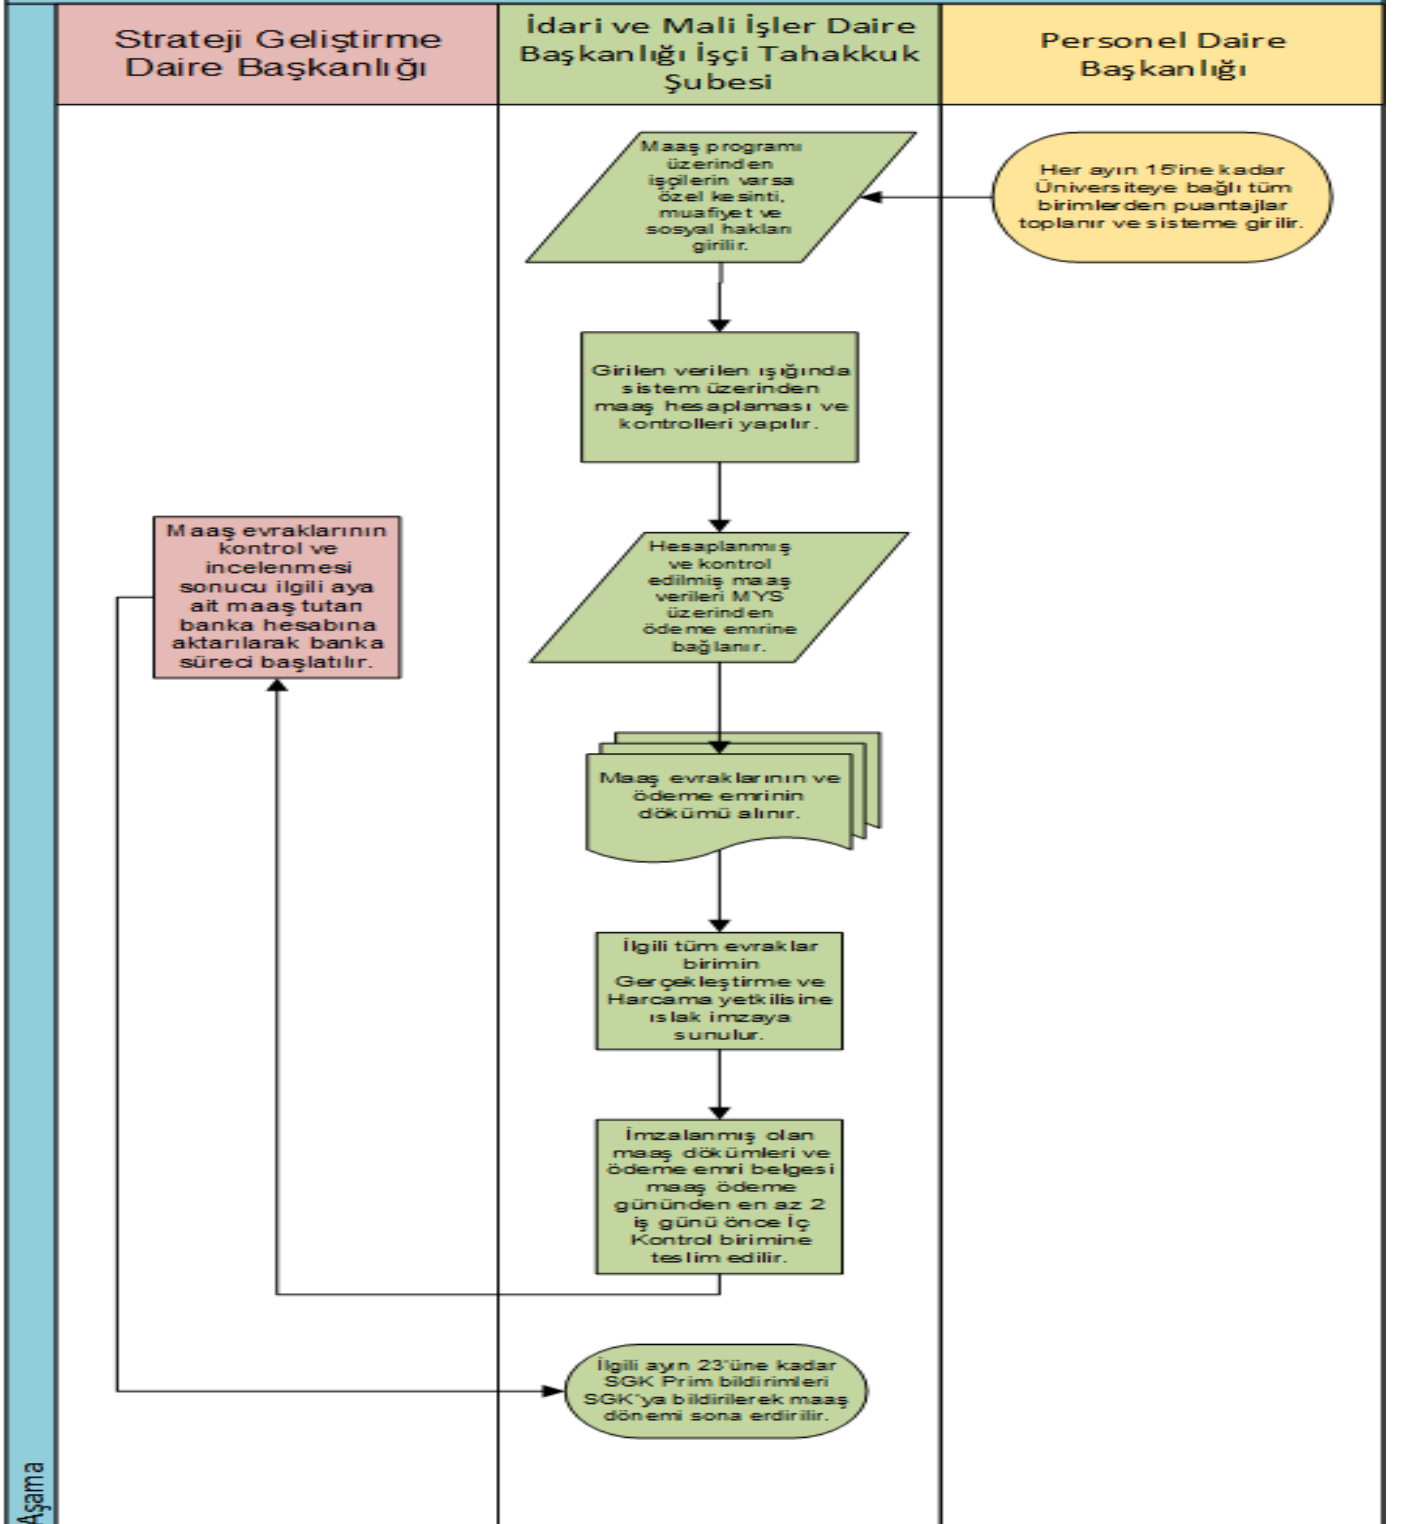 Strateji Geliştirme
Daire Başkanlığı
İdari ve Mali İşler Daire
Başkanlığı İşçi Tahakkuk
Şubesi
Personel Daire
Başkanlığı
Her ayın 15'ine kadar
Üniversiteye bağlı tüm
birimlerden puantajlar
toplanır ve sisteme girilir.
Maaş programı
üzerinden
işçilerin varsa
özel kesinti,
muafiyet ve
sosyal hakları
girilir.
Girilen verilen ışığında
sistem üzerinden
maaş hesaplaması ve
kontrolleri yapılır.
Hesaplanmış
ve kontrol
edilmiş maaş
verileri MYS
üzerinden
ödeme emrine
bağlanır.
Maaş evraklarının ve
ödeme emrinin
dökümü alınır.
İlgili tüm evraklar
birimin
Gerçekleştirme ve
Harcama yetkilisine
ıslak imzaya
sunulur.
İmzalanmış olan
maaş dökümleri ve
ödeme emri belgesi
maaş ödeme
gününden en az 2
iş günü önce İç
Kontrol birimine
teslim edilir.
Maaş evraklarının
kontrol ve
incelenmesi
sonucu ilgili aya
ait maaş tutarı
banka hesabına
aktarılarak banka
süreci başlatılır.
İlgili ayın 23'üne kadar
SGK Prim bildirimleri
SGK'ya bildirilerek maaş
dönemi sona erdirilir.
Aşama